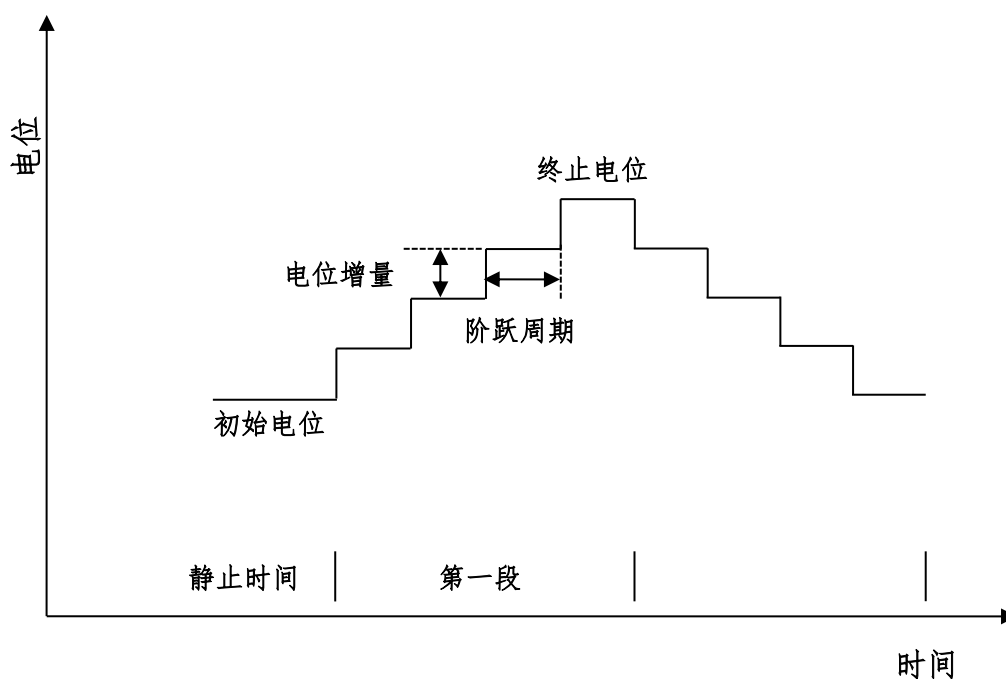 电位
终止电位
电位增量
阶跃周期
初始电位
静止时间
第一段
时间